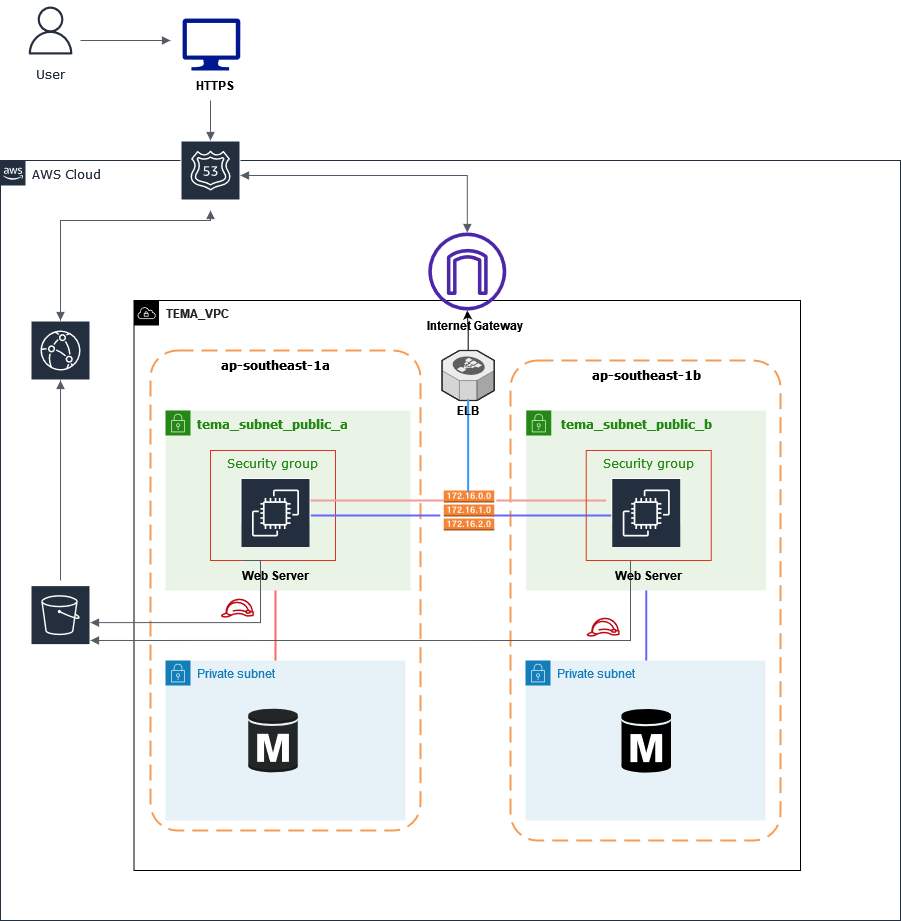 User
HTTPS
aws
AWS Cloud
53
Internet Gateway
TEMA_VPC
ap-southeast-1a
ap-southeast-1b
ELB
tema_subnet_public_a
tema_subnet_public_b
Security group
Security group
172.16.0.0
172.16.1.0
172.16.2.0
Web Server
Web Server
Private subnet
Private subnet
M
M